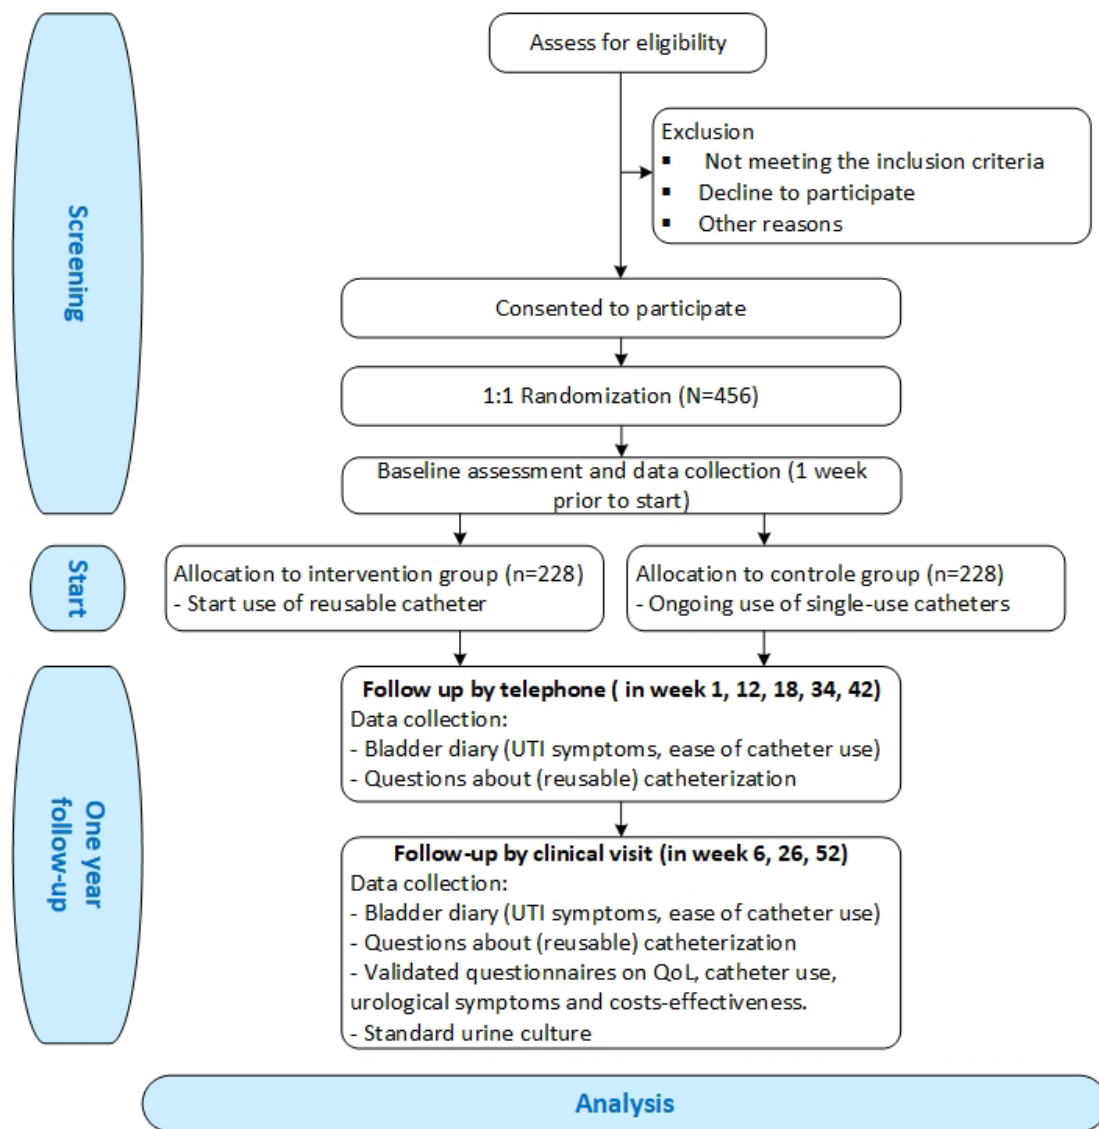 Assess for eligibility
Exclusion
▪ Not meeting the inclusion criteria
▪ Decline to participate
▪ Other reasons
Screening
Consented to participate
1:1 Randomization (N=456)
Baseline assessment and data collection (1 week
prior to start)
Start
Allocation to intervention group (n=228)
- Start use of reusable catheter
Allocation to controle group (n=228)
- Ongoing use of single-use catheters
One year
follow-up
Follow up by telephone ( in week 1, 12, 18, 34, 42)
Data collection:
- Bladder diary (UTI symptoms, ease of catheter use)
- Questions about (reusable) catheterization
Follow-up by clinical visit (in week 6, 26, 52)
Data collection:
- Bladder diary (UTI symptoms, ease of catheter use)
- Questions about (reusable) catheterization
- Validated questionnaires on QoL, catheter use,
urological symptoms and costs-effectiveness.
- Standard urine culture
Analysis